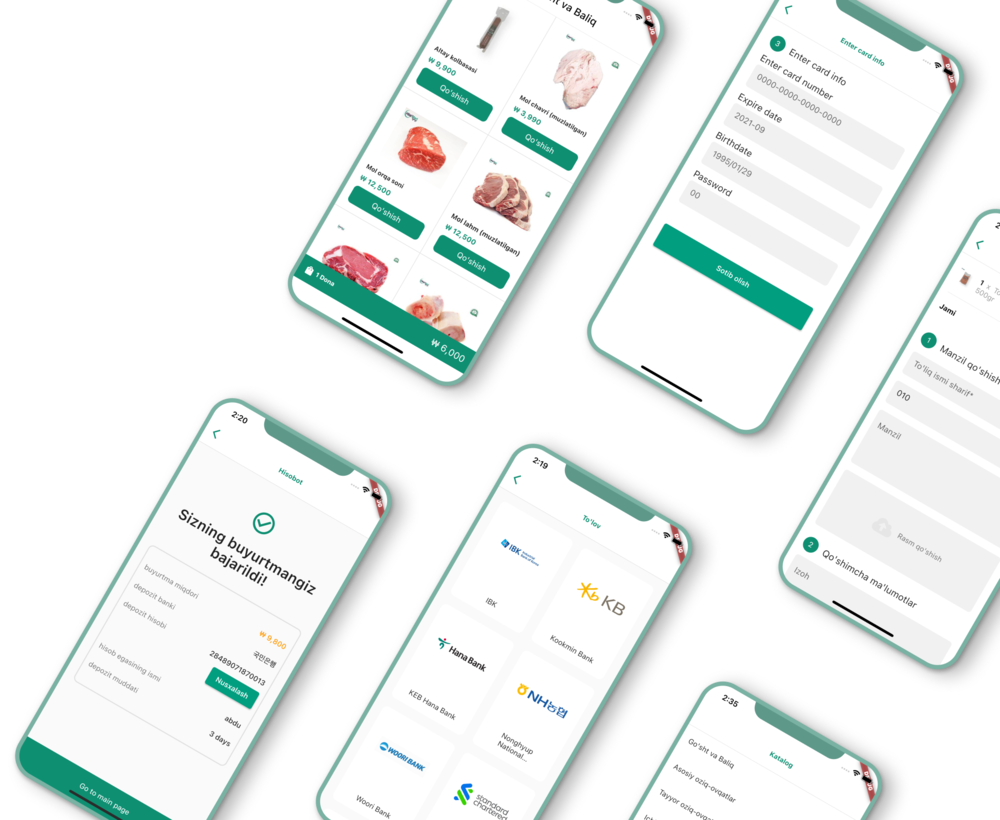 va Baliq
Altay kolbasasi
₩ 9,900
Qo'shish
Mol chavri (muzlatilgan)
₩ 3,990
Qo'shish
Mol orqa soni
₩ 12,500
Qo'shish
Mol lahm (muzlatilgan)
₩ 12,500
Qo'shish
1 Dona
₩ 6,000
Enter card info
3
Enter card info
Enter card number
0000-0000-0000-0000
Expire date
2021-09
Birthdate
1995/01/29
Password
00
Sotib olish
1 x
500gr
Jami
1
Manzil qo'shish
To'liq ismi sharif*
010
Manzil
Rasm qo'shish
2
Qo'shimcha ma'lumotlar
Izoh
2:20
Hisobot
Sizning buyurtmangiz
bajarildi!
buyurtma miqdori
₩ 9,800
depozit banki
국민은행
depozit hisobi
28489071870013
Nusxalash
hisob egasining ismi
abdu
depozit muddati
3 days
Go to main page
2:19
To'lov
IBK
IBK
KB
Kookmin Bank
Hana Bank
KEB Hana Bank
NH농협
Nonghyup
National...
WOORI BANK
Woori Bank
standard
chartered
2:35
Katalog
Go'sht va Baliq
Asosiy oziq-ovqatlar
Tayyor oziq-ovqatlar